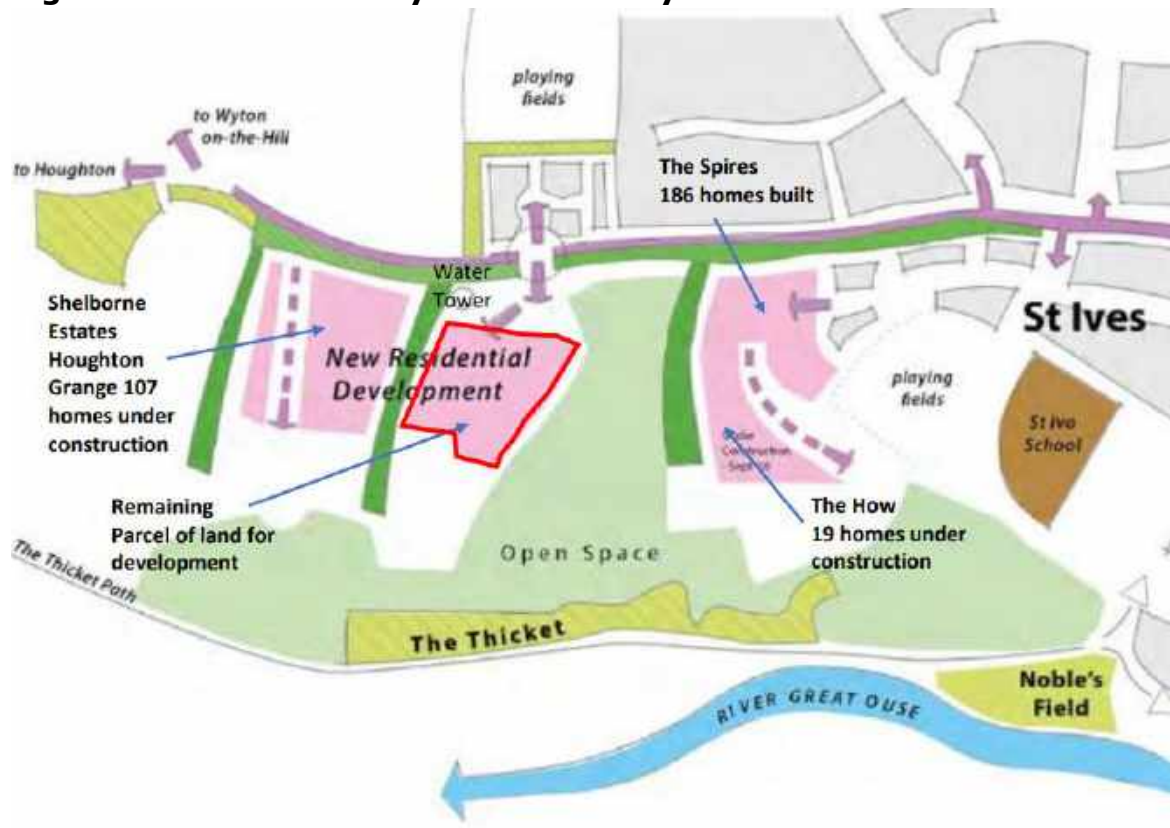 playing
fields
to Wyton
on-the-Hill
to Houghton
The Spires
186 homes built
Water
Tower
Shelborne
Estates
Houghton
Grange 107
homes under
construction
New Residential
Development
St Ives
playing
fields
St Ivo
School
Construction
Remaining
Parcel of land for
development
The How
19 homes under
construction
Open Space
The Thicket Path
The Thicket
Noble's
Field
RIVER GREAT OUSE